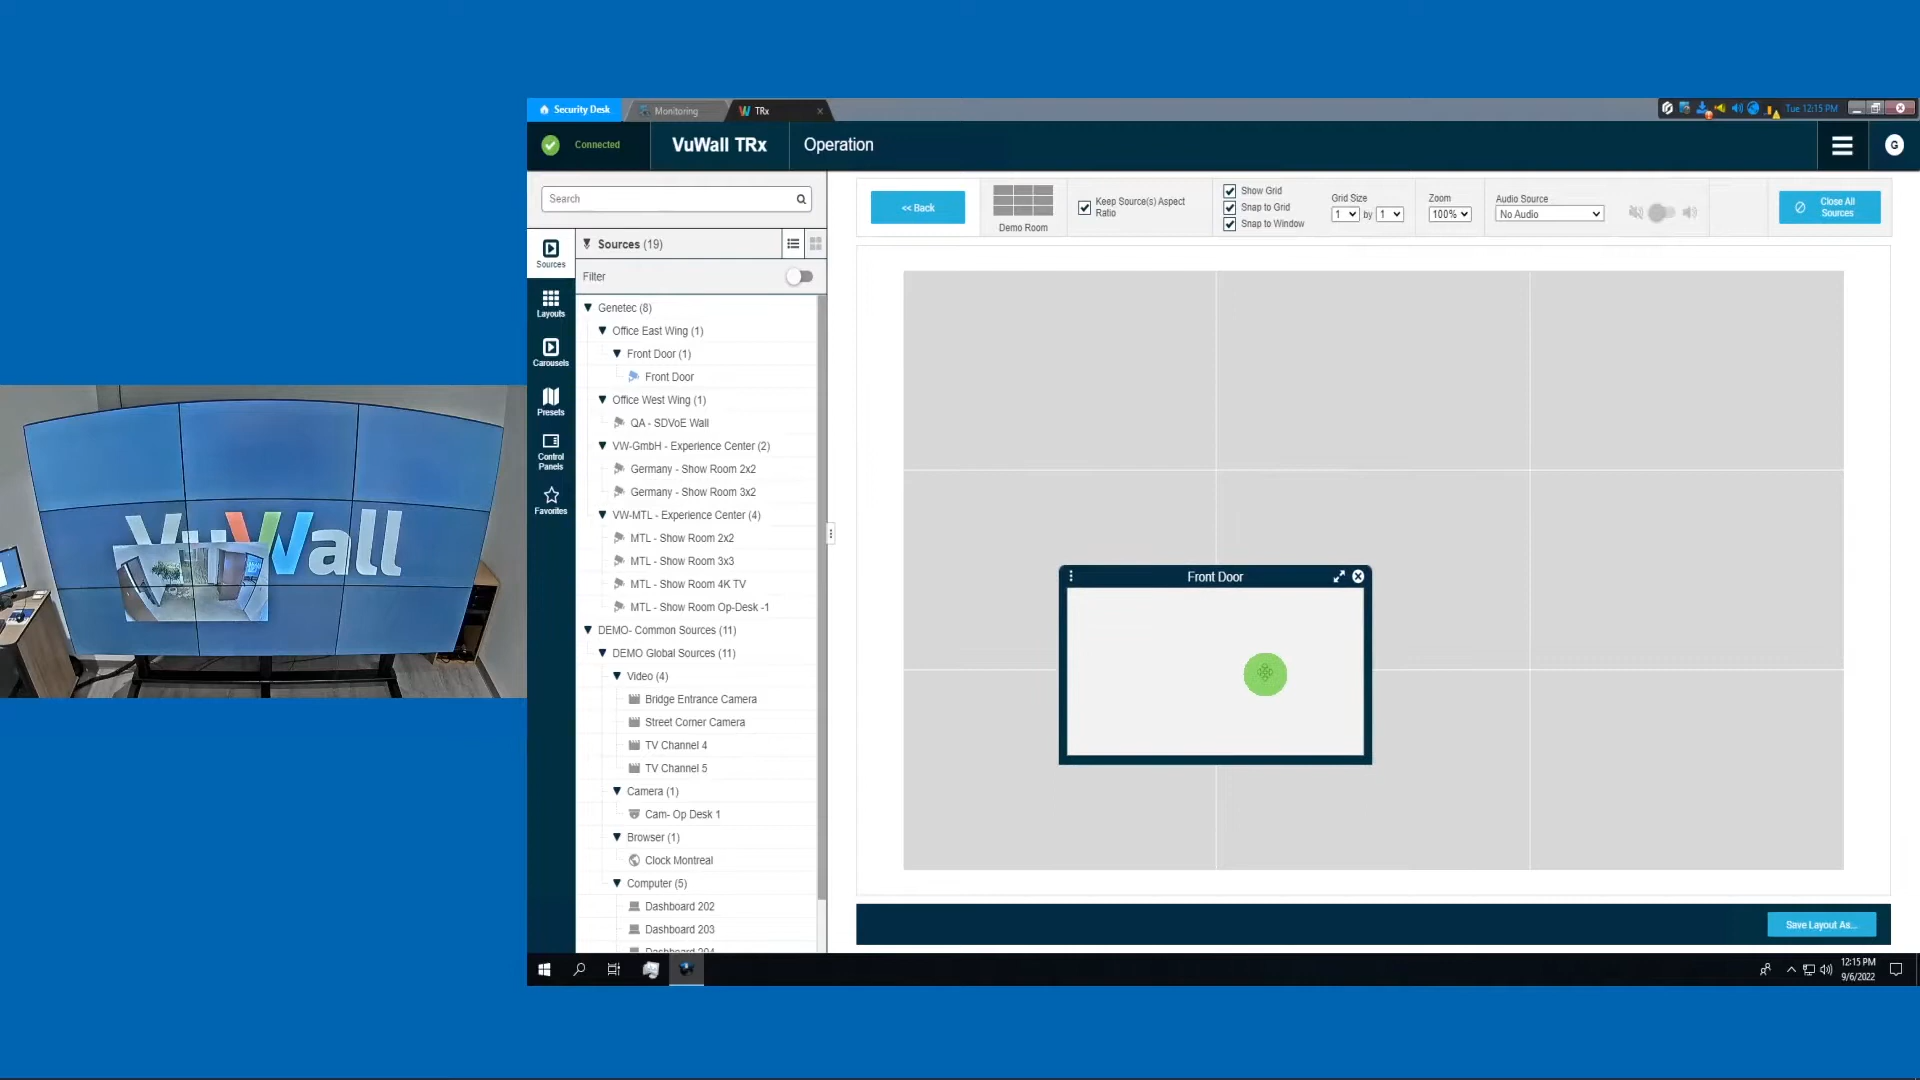 Security Desk
Monitoring
TRx
Tue 12:15 PM
Connected
VuWall TRx
Operation
G
Search
<< Back
Demo Room
Keep Source(s) Aspect
Ratio
Show Grid
Snap to Grid
Snap to Window
Grid Size
1 by 1
Zoom
100%
Audio Source
No Audio
Close All
Sources
Sources
Layouts
Carousels
Presets
Control
Panels
Favorites
Sources (19)
Filter
Genetec (8)
Office East Wing (1)
Front Door (1)
Front Door
Office West Wing (1)
QA - SDVoE Wall
VW-GmbH - Experience Center (2)
Germany - Show Room 2x2
Germany - Show Room 3x2
VW-MTL - Experience Center (4)
MTL - Show Room 2x2
MTL - Show Room 3x3
MTL - Show Room 4K TV
MTL - Show Room Op-Desk -1
DEMO- Common Sources (11)
DEMO Global Sources (11)
Video (4)
Bridge Entrance Camera
Street Corner Camera
TV Channel 4
TV Channel 5
Camera (1)
Cam- Op Desk 1
Browser (1)
Clock Montreal
Computer (5)
Dashboard 202
Dashboard 203
Dashboard 204
Front Door
Save Layout As...
12:15 PM
9/6/2022
VuWall